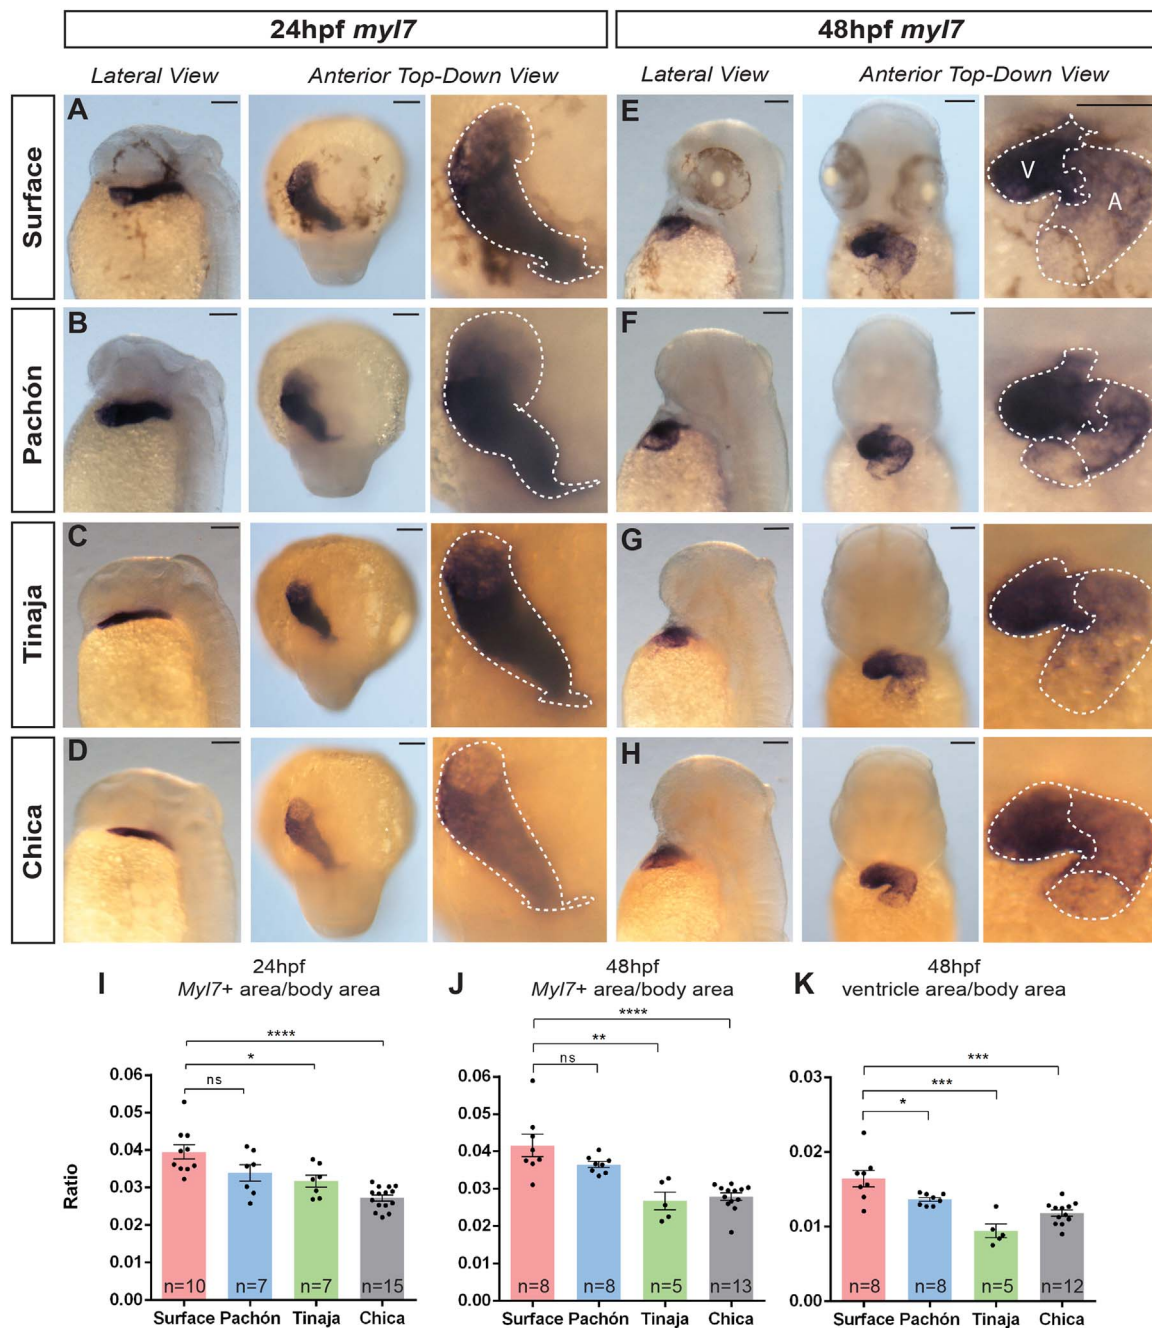 24hpf myl7
48hpf myl7
Lateral View
Anterior Top-Down View
Lateral View
Anterior Top-Down View
Surface
A
E
V
A
Pachón
B
F
Tinaja
C
G
Chica
D
H
I
24hpf
Myl7+ area/body area
****
*
ns
Ratio
0.06
0.05
0.04
0.03
0.02
0.01
0.00
n=10
n=7
n=7
n=15
Surface Pachón Tinaja Chica
J
48hpf
Myl7+ area/body area
****
**
ns
0.06
0.05
0.04
0.03
0.02
0.01
0.00
n=8
n=8
n=5
n=13
Surface Pachón Tinaja Chica
K
48hpf
ventricle area/body area
***
***
*
0.03
0.02
0.01
0.00
n=8
n=8
n=5
n=12
Surface Pachón Tinaja Chica